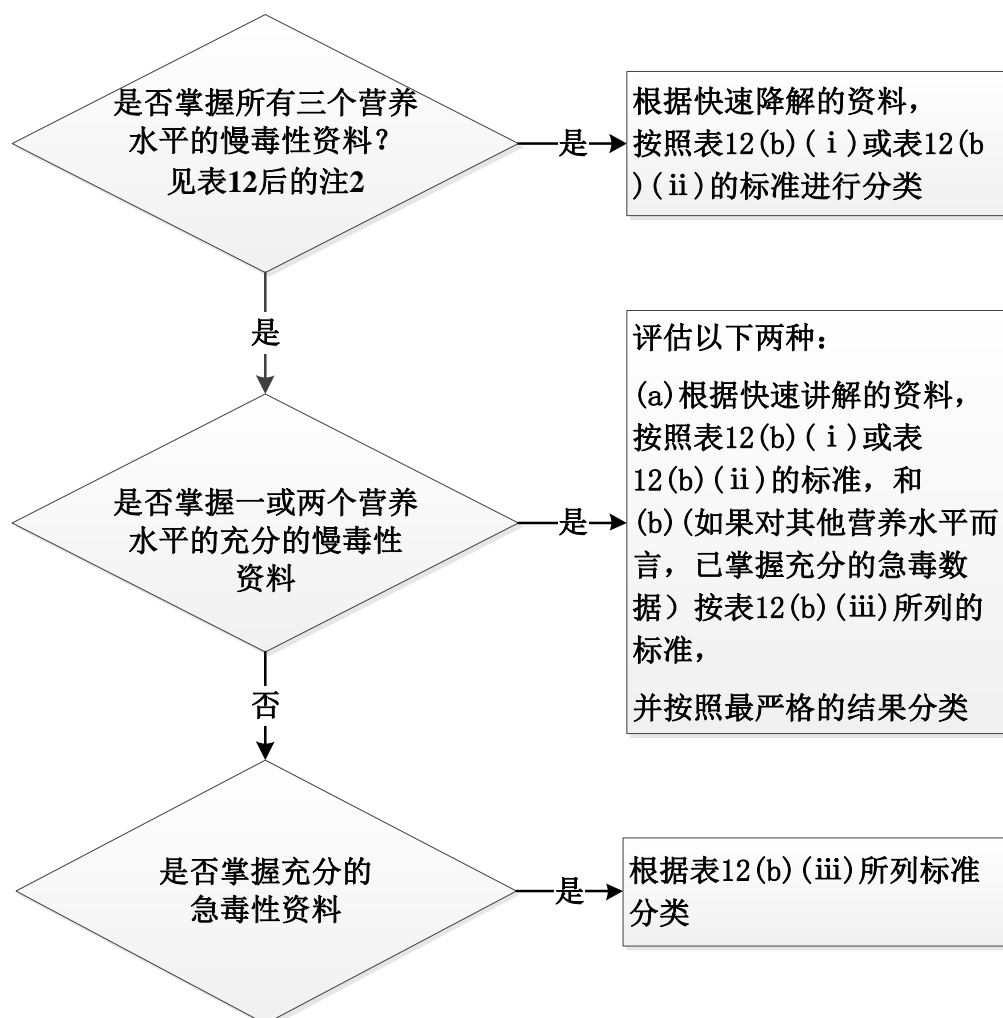 是否掌握所有三个营养
水平的慢毒性资料？
见表12后的注2
是
根据快速降解的资料，
按照表12(b)(ⅰ)或表12(b
)(ⅱ)的标准进行分类
是
是否掌握一或两个营养
水平的充分的慢毒性
资料
是
评估以下两种：
(a)根据快速讲解的资料，
按照表12(b)(ⅰ)或表
12(b)(ⅱ)的标准，和
(b)(如果对其他营养水平而
言，已掌握充分的急毒数
据）按表12(b)(ⅲ)所列的
标准，
并按照最严格的结果分类
否
是否掌握充分的
急毒性资料
是
根据表12(b)(ⅲ)所列标准
分类